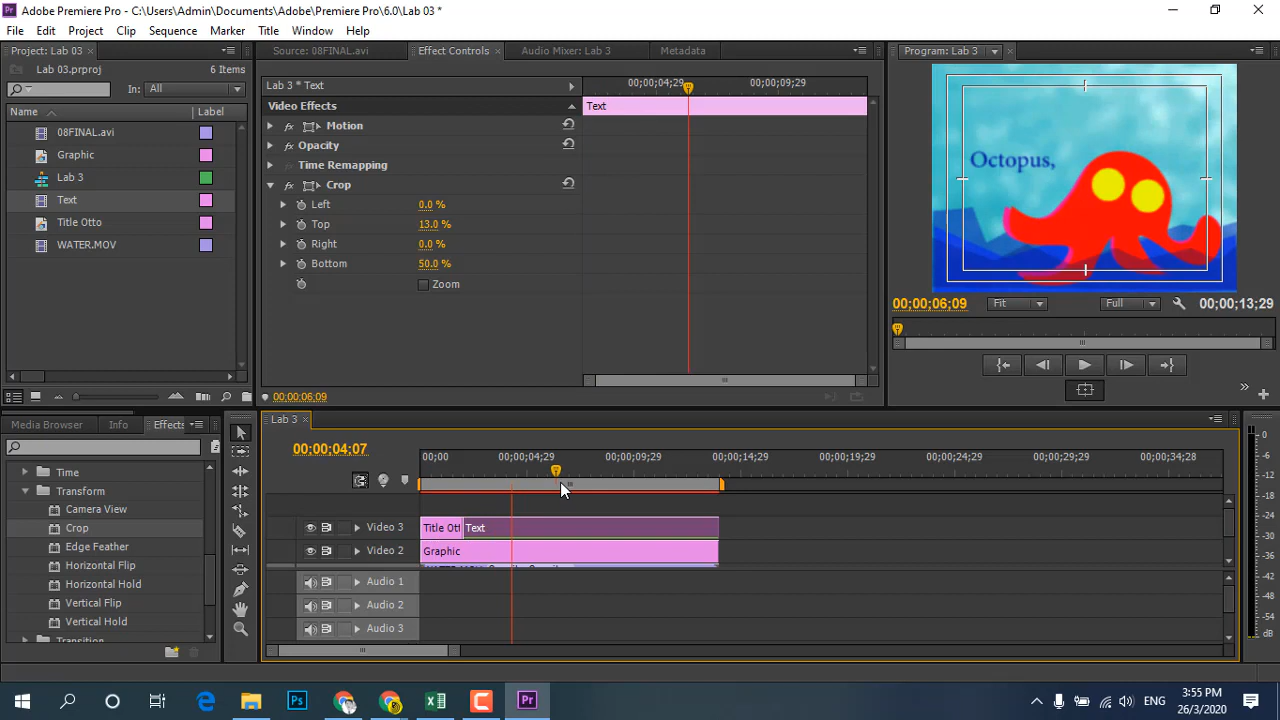 Adobe Premiere Pro - C:\Users\Admin\Documents\Adobe\Premiere Pro\6.0\Lab 03 *
File Edit Project Clip Sequence Marker Title Window Help
Project: Lab 03
Lab 03.prproj
6 Items
In: All
Name Label
08FINAL.avi
Graphic
Lab 3
Text
Title Otto
WATER.MOV
Source: 08FINAL.avi
Effect Controls
Audio Mixer: Lab 3
Metadata
Lab 3 * Text
00;00;04;29 00;00;09;29
Video Effects
Text
fx Motion
fx Opacity
Time Remapping
fx Crop
Left 0.0 %
Top 13.0 %
Right 0.0 %
Bottom 50.0 %
Zoom
00;00;06;09
Program: Lab 3
Octopus,
00;00;06;09 Fit Full 00;00;13;29
Media Browser Info Effects
Time
Transform
Camera View
Crop
Edge Feather
Horizontal Flip
Horizontal Hold
Vertical Flip
Vertical Hold
Lab 3
00;00;04;07
00;00 00;00;04;29 00;00;09;29 00;00;14;29 00;00;19;29 00;00;24;29 00;00;29;29 00;00;34;28
Video 3 Title Ott Text
Video 2 Graphic
Audio 1
Audio 2
Audio 3
0
-6
-12
-18
-24
-30
-36
-42
-48
-54
dB
ENG
3:55 PM
26/3/2020